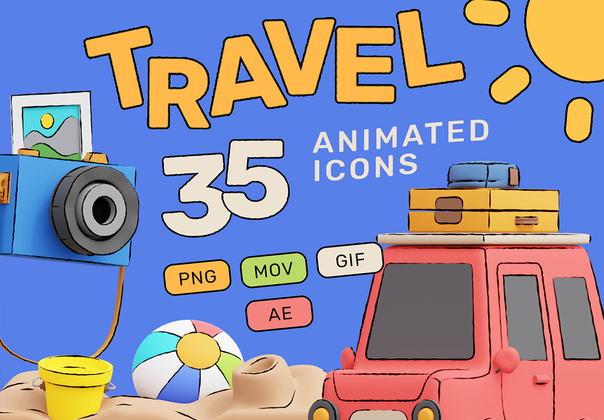 TRAVEL
35
ANIMATED
ICONS
PNG
MOV
GIF
AE